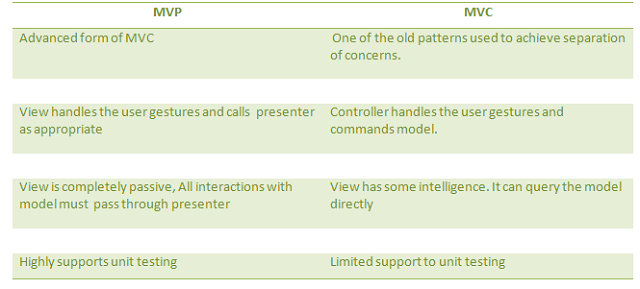 MVP MVC
Advanced form of MVC One of the old patterns used to achieve separation
of concerns.
View handles the user gestures and calls presenter Controller handles the user gestures and
as appropriate commands model.
View is completely passive, All interactions with View has some intelligence. It can query the model
model must pass through presenter directly
Highly supports unit testing Limited support to unit testing